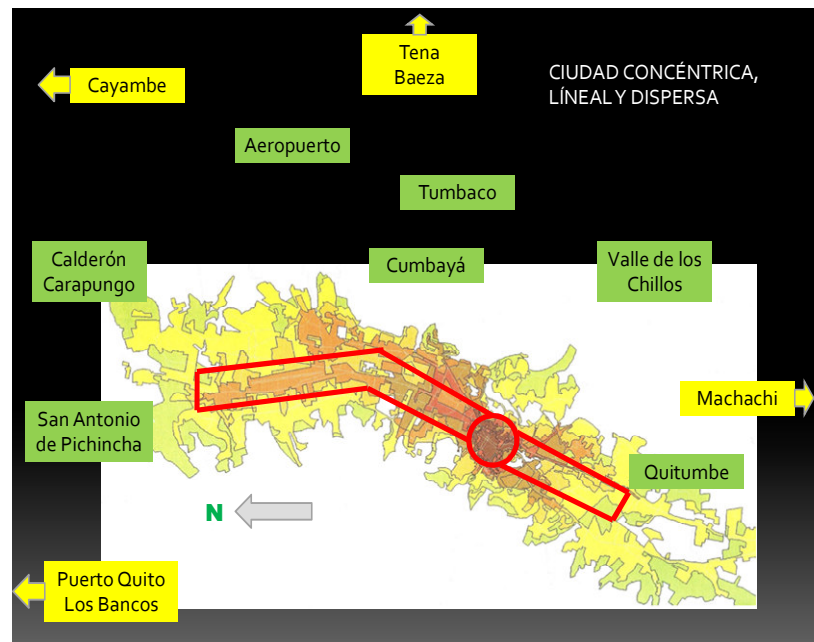 Tena
Baeza
CIUDAD CONCÉNTRICA,
LÍNEAL Y DISPERSA
Cayambe
Aeropuerto
Tumbaco
Calderón
Carapungo
Cumbayá
Valle de los
Chillos
Machachi
San Antonio
de Pichincha
Quitumbe
N
Puerto Quito
Los Bancos